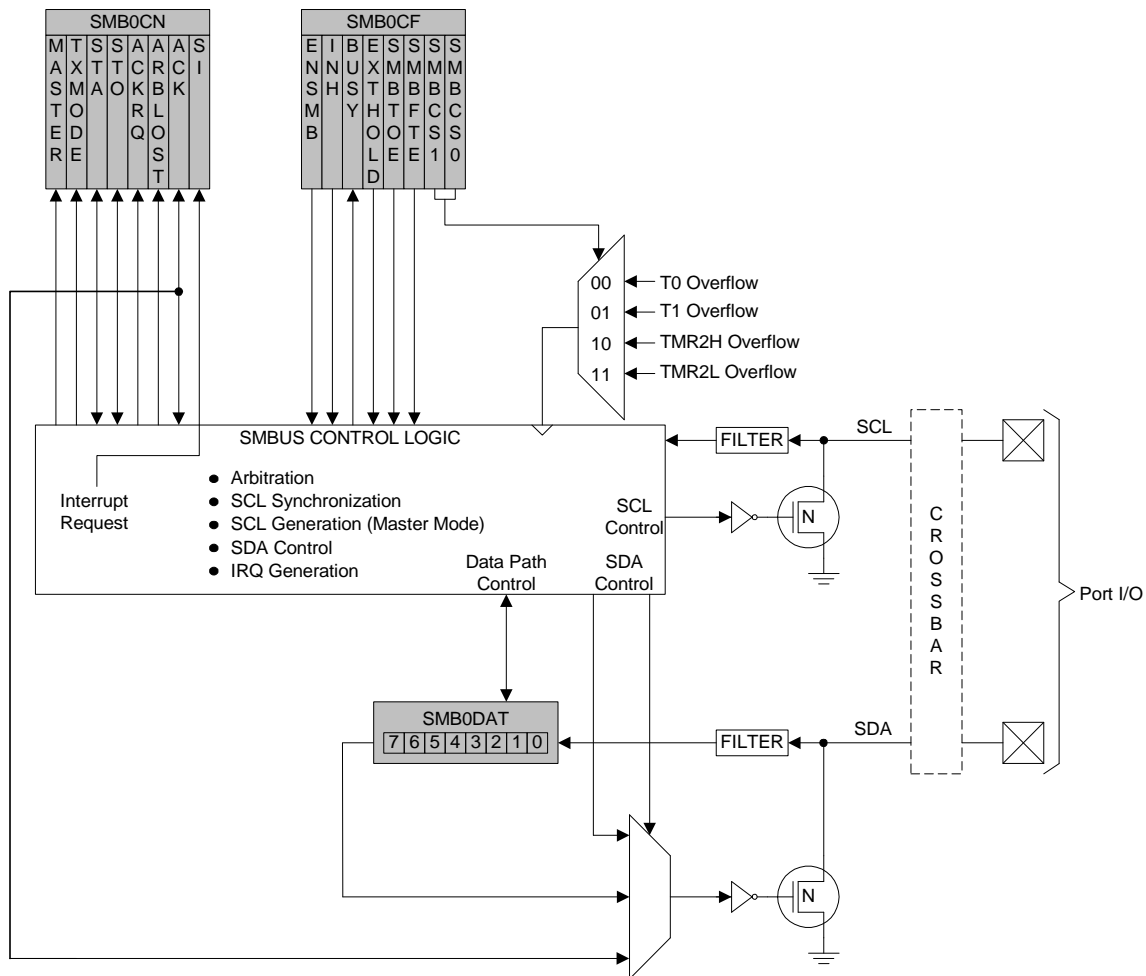 SMB0CN
MASTER
TXMODE
STA
STO
ACKRQ
ARBLOST
ACK
SI
SMB0CF
ENSMB
INH
BUSY
EXTHOLD
SMBTOE
SMBFTE
SMBCS1
SMBCS0
00
T0 Overflow
01
T1 Overflow
10
TMR2H Overflow
11
TMR2L Overflow
SMBUS CONTROL LOGIC
Interrupt
Request
● Arbitration
● SCL Synchronization
● SCL Generation (Master Mode)
● SDA Control
● IRQ Generation
Data Path
Control
SCL
Control
SDA
Control
FILTER
SCL
N
CROSSBAR
Port I/O
SMB0DAT
7 6 5 4 3 2 1 0
FILTER
SDA
N